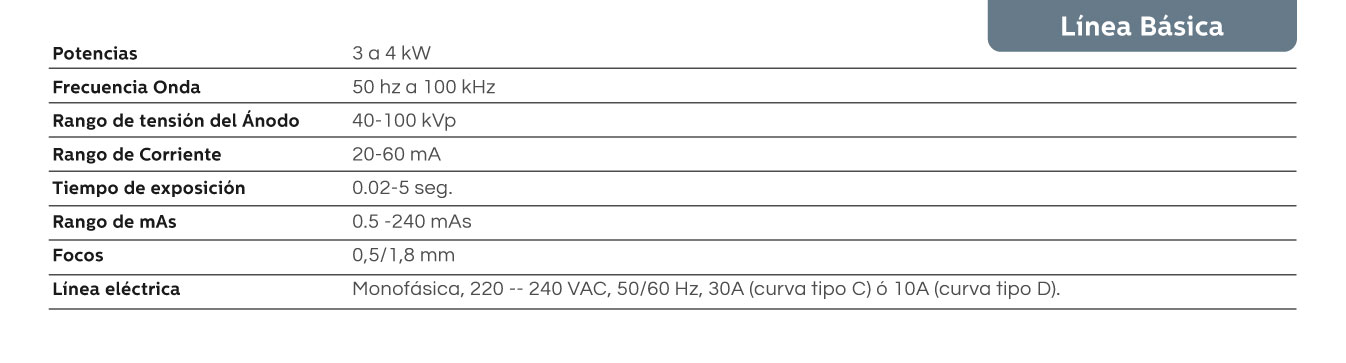 Línea Básica
Potencias 3 a 4 kW
Frecuencia Onda 50 hz a 100 kHz
Rango de tensión del Ánodo 40-100 kVp
Rango de Corriente 20-60 mA
Tiempo de exposición 0.02-5 seg.
Rango de mAs 0.5 -240 mAs
Focos 0,5/1,8 mm
Línea eléctrica Monofásica, 220 -- 240 VAC, 50/60 Hz, 30A (curva tipo C) ó 10A (curva tipo D).